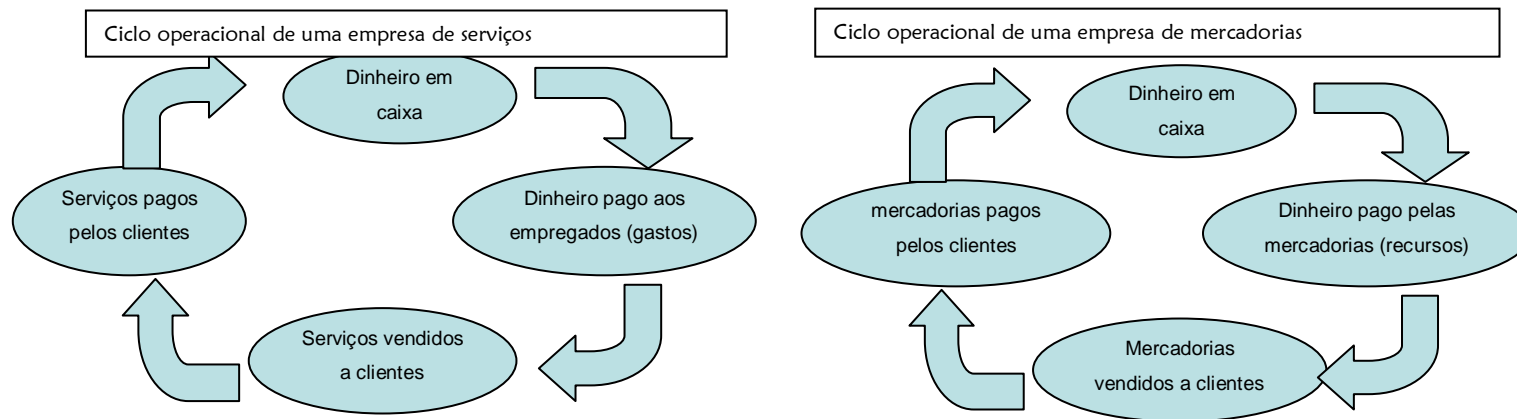 Ciclo operacional de uma empresa de serviços
Dinheiro em
caixa
Dinheiro pago aos
empregados (gastos)
Serviços vendidos
a clientes
Serviços pagos
pelos clientes
Ciclo operacional de uma empresa de mercadorias
Dinheiro em
caixa
Dinheiro pago pelas
mercadorias (recursos)
Mercadorias
vendidos a clientes
mercadorias pagos
pelos clientes